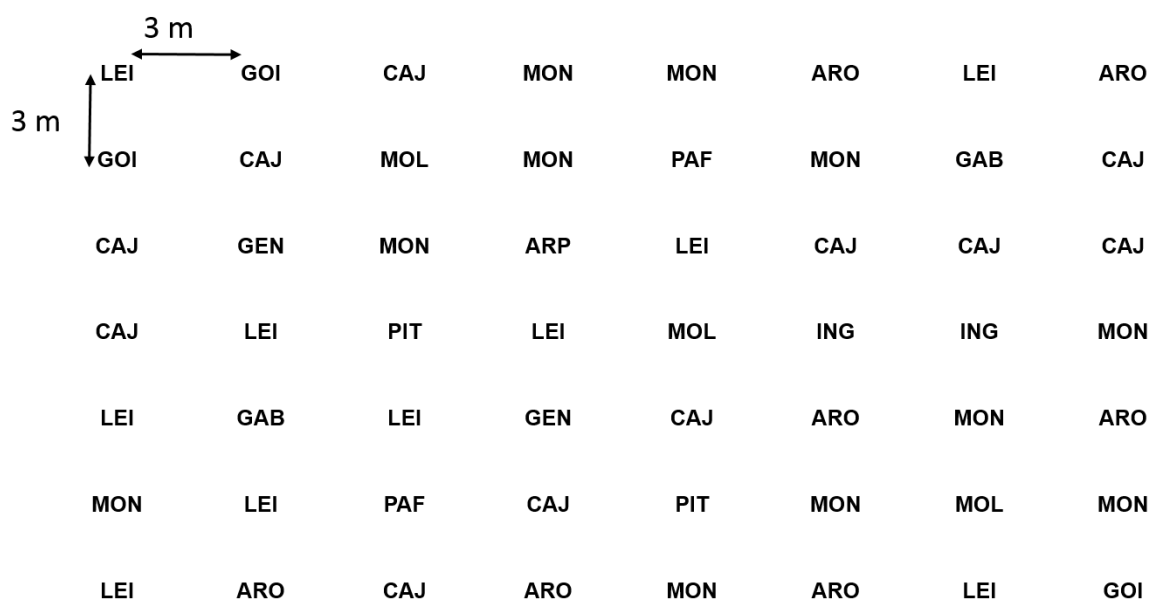 3 m
LEI GOI CAJ MON MON ARO LEI ARO
3 m
GOI CAJ MOL MON PAF MON GAB CAJ
CAJ GEN MON ARP LEI CAJ CAJ CAJ
CAJ LEI PIT LEI MOL ING ING MON
LEI GAB LEI GEN CAJ ARO MON ARO
MON LEI PAF CAJ PIT MON MOL MON
LEI ARO CAJ ARO MON ARO LEI GOI